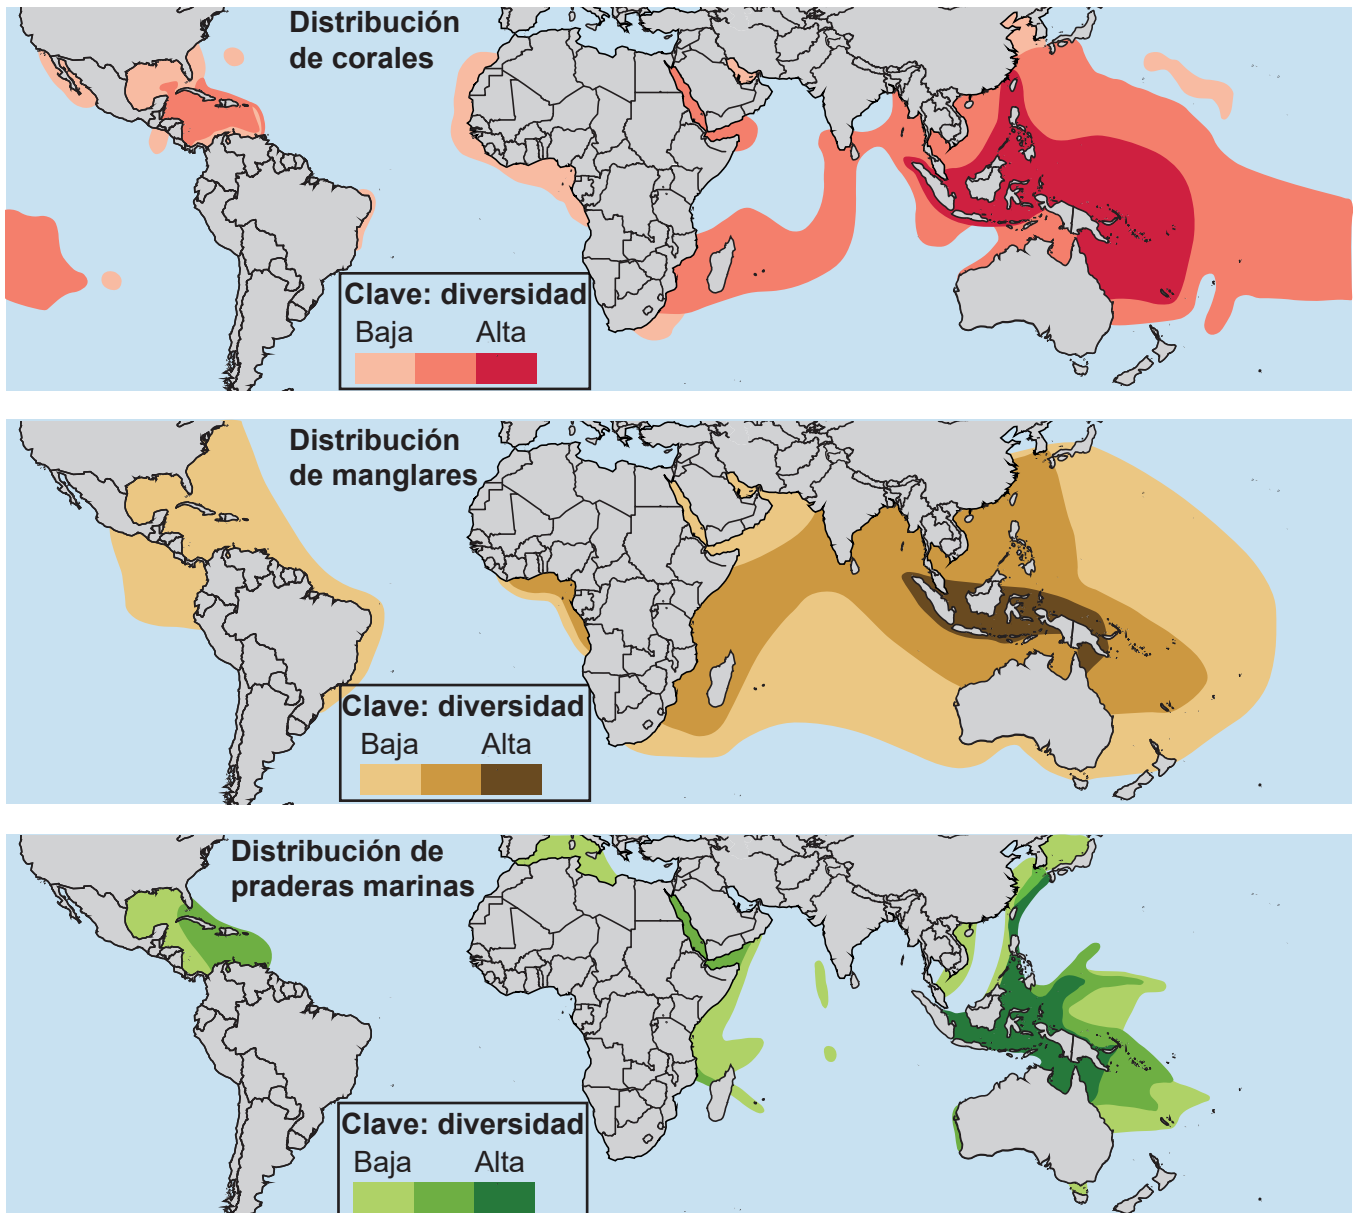 Distribución
de corales
Clave: diversidad
Baja Alta
Distribución
de manglares
Clave: diversidad
Baja Alta
Distribución de
praderas marinas
Clave: diversidad
Baja Alta